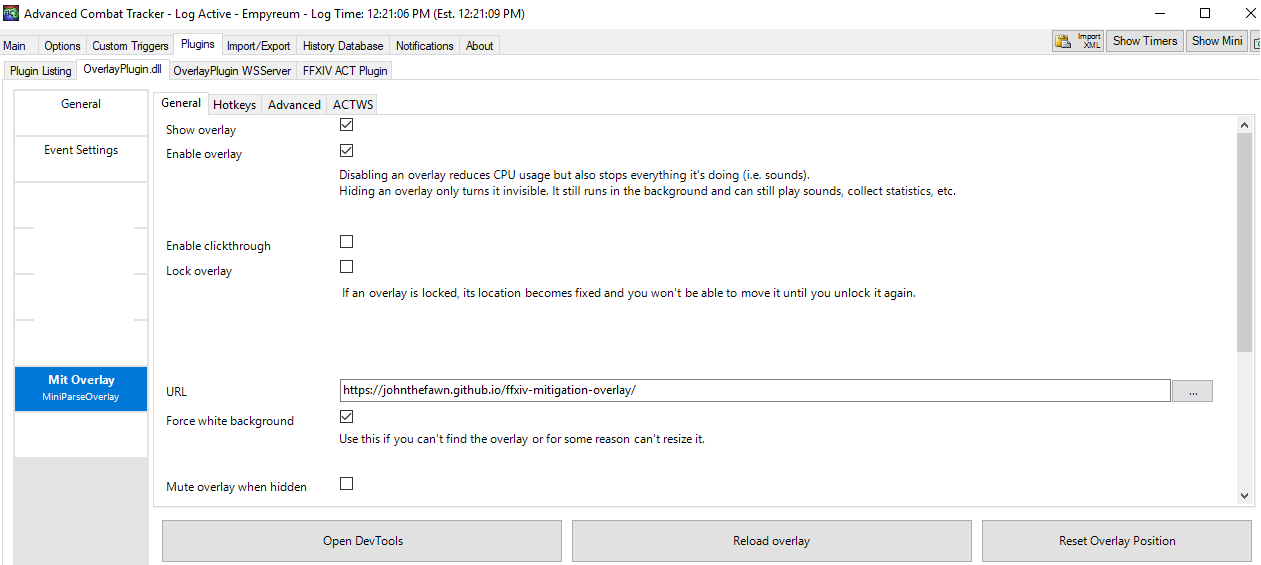 Advanced Combat Tracker - Log Active - Empyreum - Log Time: 12:21:06 PM (Est. 12:21:09 PM)
Main Options Custom Triggers Plugins Import/Export History Database Notifications About
Import XML Show Timers Show Mini
Plugin Listing OverlayPlugin.dll OverlayPlugin WSServer FFXIV ACT Plugin
General
Event Settings
Mit Overlay
MiniParseOverlay
General Hotkeys Advanced ACTWS
Show overlay
Enable overlay
Disabling an overlay reduces CPU usage but also stops everything it's doing (i.e. sounds).
Hiding an overlay only turns it invisible. It still runs in the background and can still play sounds, collect statistics, etc.
Enable clickthrough
Lock overlay
If an overlay is locked, its location becomes fixed and you won't be able to move it until you unlock it again.
URL https://johnthefawn.github.io/ffxiv-mitigation-overlay/ ...
Force white background
Use this if you can't find the overlay or for some reason can't resize it.
Mute overlay when hidden
Open DevTools Reload overlay Reset Overlay Position